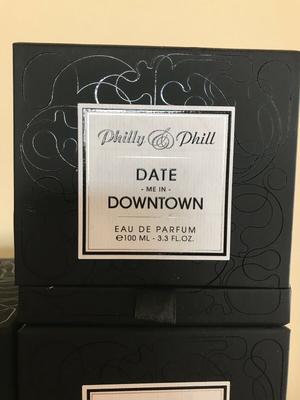 Philly & Phill
DATE
- ME IN -
DOWNTOWN
EAU DE PARFUM
℮100 ML - 3.3 FL.OZ.